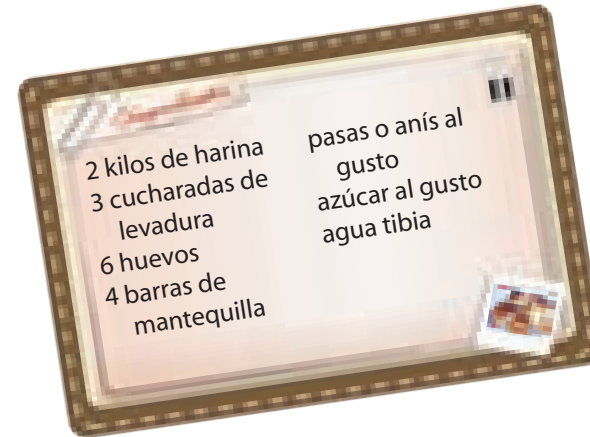 2 kilos de harina
3 cucharadas de
levadura
6 huevos
4 barras de
mantequilla
pasas o anís al
gusto
azúcar al gusto
agua tibia